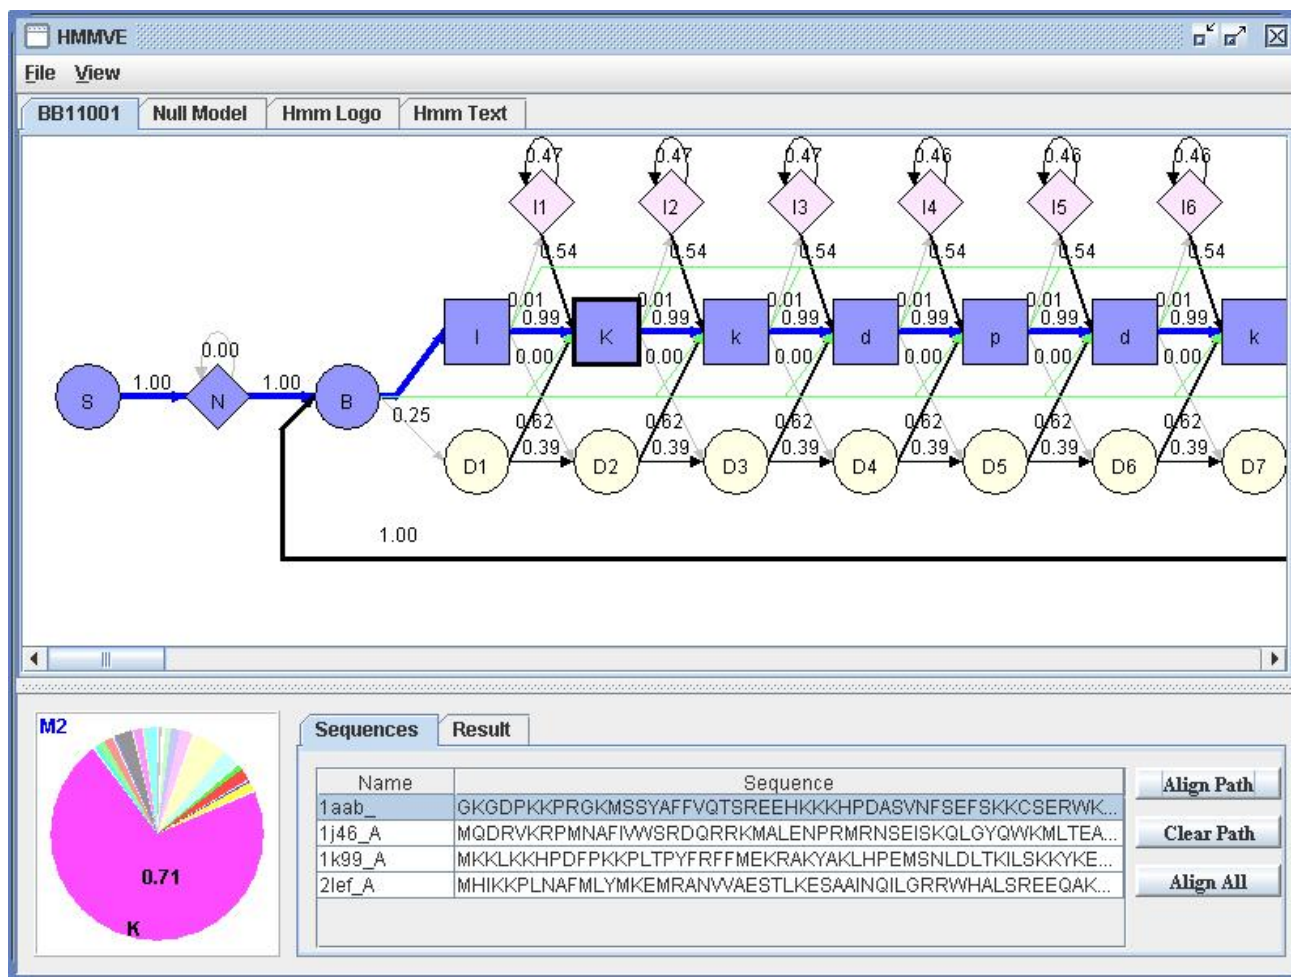 HMMVE
File View
BB11001 Null Model Hmm Logo Hmm Text
0.47 0.47 0.47 0.46 0.46 0.46
I1 I2 I3 I4 I5 I6
0.54 0.54 0.54 0.54 0.54 0.54
0.01 0.01 0.01 0.01 0.01 0.01
0.99 0.99 0.99 0.99 0.99 0.99
I K k d p d k
0.00 0.00 0.00 0.00 0.00 0.00 0.00
1.00 1.00
S N B
0.25
0.62 0.62 0.62 0.62 0.62 0.62
0.39 0.39 0.39 0.39 0.39 0.39
D1 D2 D3 D4 D5 D6 D7
1.00
M2
0.71
K
Sequences Result
Name Sequence
1aab_ GKGDPKKPRGKMSSYAFFVQTSREEHKKKHPDASVNFSEFSKKCSERWK...
1j46_A MQDRVKRPMNAFIVWSRDQRRKMALENPRMRNSEISKQLGYQWKMLTEA...
1k99_A MKKLKKHPDFPKKPLTPYFRFFMEKRAKYAKLHPEMSNLDLTKILSKKYKE...
2lef_A MHIKKPLNAFMLYMKEMRANVVAESTLKESAAINQILGRRWHALSREEQAK...
Align Path
Clear Path
Align All